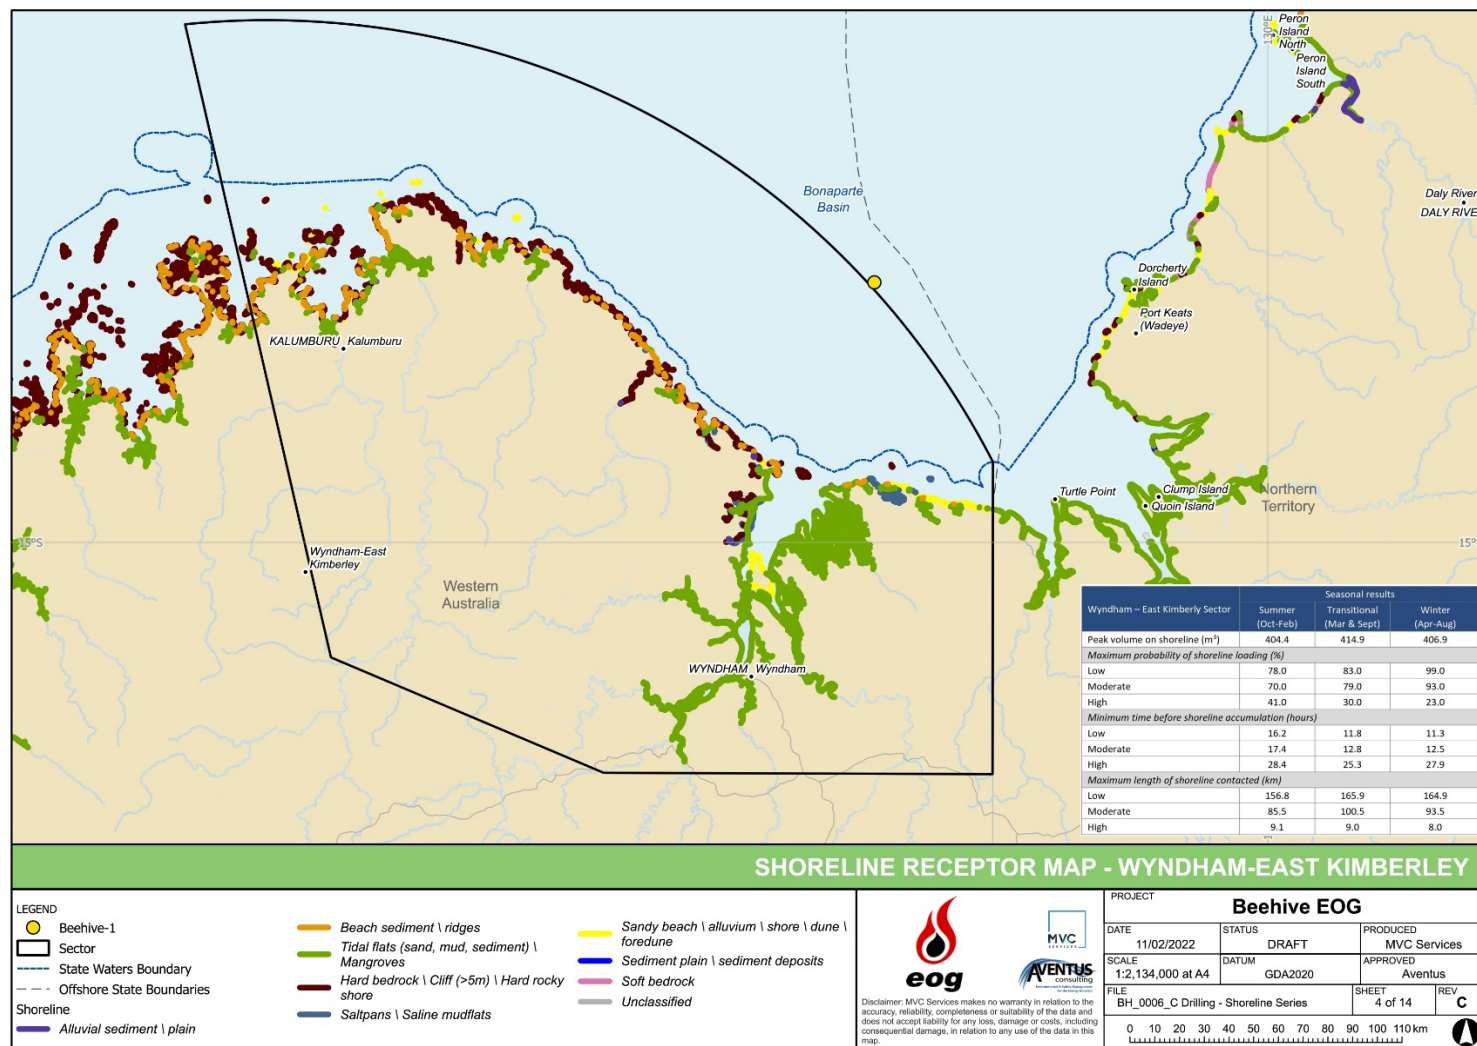 Peron
Island
North
130°E
Peron
Island
South
Bonaparte
Basin
Daly River
DALY RIVE
Dorcherty
Island
Port Keats
(Wadeye)
KALUMBURU Kalumburu
Turtle Point
Clump Island
Quoin Island
Northern
Territory
15°S
15°
Wyndham-East
Kimberley
Western
Australia
WYNDHAM Wyndham
Wyndham – East Kimberly Sector
Seasonal results
Summer (Oct-Feb)
Transitional (Mar & Sept)
Winter (Apr-Aug)
Peak volume on shoreline (m³) 404.4 414.9 406.9
Maximum probability of shoreline loading (%)
Low 78.0 83.0 99.0
Moderate 70.0 79.0 93.0
High 41.0 30.0 23.0
Minimum time before shoreline accumulation (hours)
Low 16.2 11.8 11.3
Moderate 17.4 12.8 12.5
High 28.4 25.3 27.9
Maximum length of shoreline contacted (km)
Low 156.8 165.9 164.9
Moderate 85.5 100.5 93.5
High 9.1 9.0 8.0
SHORELINE RECEPTOR MAP - WYNDHAM-EAST KIMBERLEY
LEGEND
Beehive-1
Sector
State Waters Boundary
Offshore State Boundaries
Shoreline
Alluvial sediment \ plain
Beach sediment \ ridges
Tidal flats (sand, mud, sediment) \
Mangroves
Hard bedrock \ Cliff (>5m) \ Hard rocky
shore
Saltpans \ Saline mudflats
Sandy beach \ alluvium \ shore \ dune \
foredune
Sediment plain \ sediment deposits
Soft bedrock
Unclassified
eog
MVC
SERVICES
AVENTUS
consulting
Disclaimer: MVC Services makes no warranty in relation to the
accuracy, reliability, completeness or suitability of the data and
does not accept liability for any loss, damage or costs, including
consequential damage, in relation to any use of the data in this
map.
PROJECT
Beehive EOG
DATE
11/02/2022
STATUS
DRAFT
PRODUCED
MVC Services
SCALE
1:2,134,000 at A4
DATUM
GDA2020
APPROVED
Aventus
FILE
BH_0006_C Drilling - Shoreline Series
SHEET
4 of 14
REV
C
0 10 20 30 40 50 60 70 80 90 100 110 km